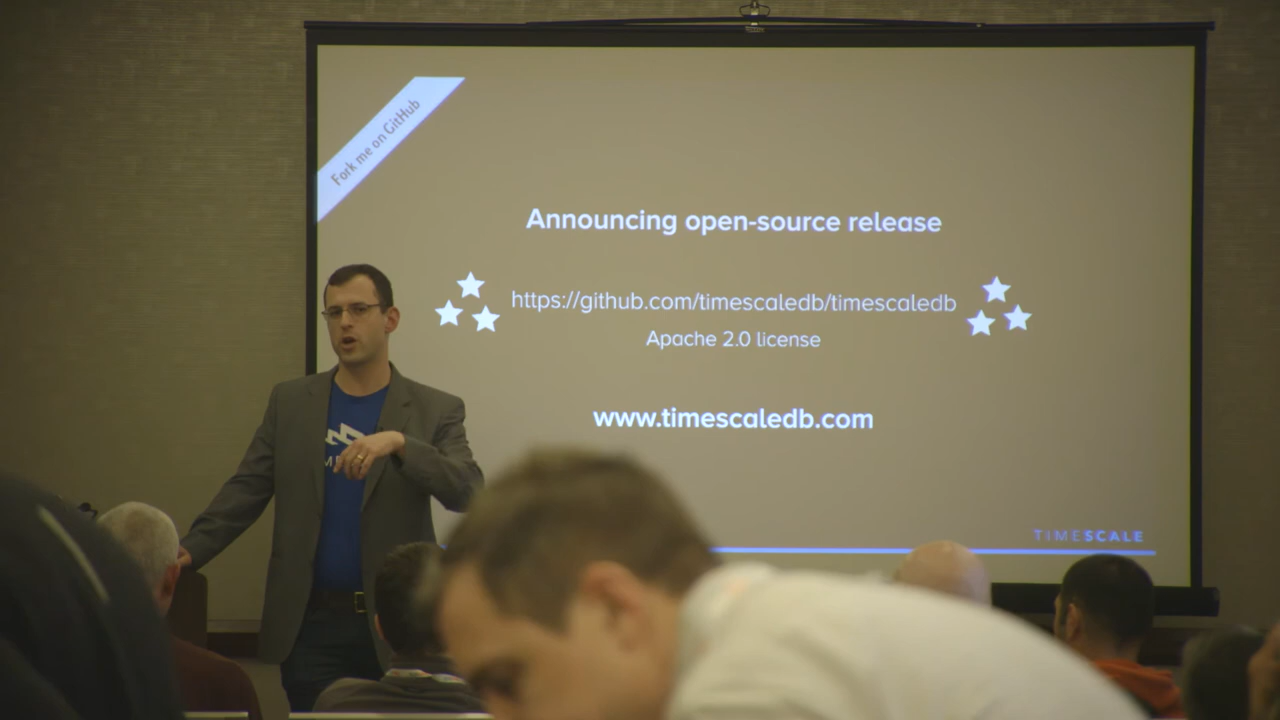 Fork me on GitHub
Announcing open-source release
https://github.com/timescaledb/timescaledb
Apache 2.0 license
www.timescaledb.com
TIMESCALE